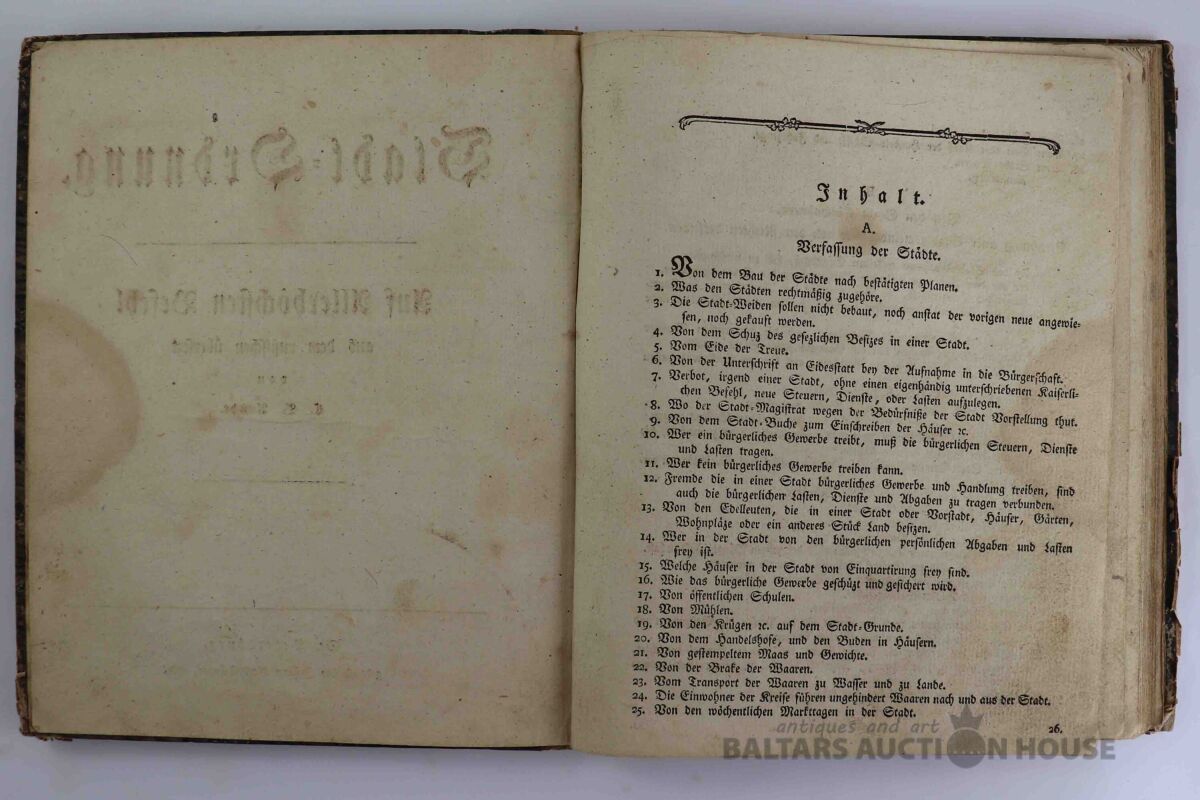 Stadt-Ordnung.
Auf Allerhöchsten Befehl
aus dem
von
Inhalt.
A.
Verfassung der Städte.
1. Von dem Bau der Städte nach bestätigten Planen.
2. Was den Städten rechtmäßig zugehöre.
3. Die Stadt-Weiden sollen nicht bebaut, noch anstat der vorigen neue angewie-
sen, noch gekauft werden.
4. Von dem Schuz des gesezlichen Besizes in einer Stadt.
5. Vom Eide der Treue.
6. Von der Unterschrift an Eidesstatt bey der Aufnahme in die Bürgerschaft.
7. Verbot, irgend einer Stadt, ohne einen eigenhändig unterschriebenen Kaiserli-
chen Befehl, neue Steuern, Dienste, oder Lasten aufzulegen.
8. Wo der Stadt-Magistrat wegen der Bedürfniße der Stadt Vorstellung thut.
9. Von dem Stadt-Buche zum Einschreiben der Häuser ꝛc.
10. Wer ein bürgerliches Gewerbe treibt, muß die bürgerlichen Steuern, Dienste
und Lasten tragen.
11. Wer kein bürgerliches Gewerbe treiben kann.
12. Fremde die in einer Stadt bürgerliches Gewerbe und Handlung treiben, sind
auch die bürgerlichen Lasten, Dienste und Abgaben zu tragen verbunden.
13. Von den Edelleuten, die in einer Stadt oder Vorstadt, Häuser, Gärten,
Wohnpläze oder ein anderes Stück Land besizen.
14. Wer in der Stadt von den bürgerlichen persönlichen Abgaben und Lasten
frey ist.
15. Welche Häuser in der Stadt von Einquartirung frey sind.
16. Wie das bürgerliche Gewerbe geschüzt und gesichert wird.
17. Von öffentlichen Schulen.
18. Von Mühlen.
19. Von den Krügen ꝛc. auf dem Stadt-Grunde.
20. Von dem Handelshofe, und den Buden in Häusern.
21. Von gestempeltem Maas und Gewichte.
22. Von der Brake der Waaren.
23. Vom Transport der Waaren zu Wasser und zu Lande.
24. Die Einwohner der Kreise führen ungehindert Waaren nach und aus der Stadt.
25. Von den wöchentlichen Markttagen in der Stadt.
26.
antiques and art
BALTARS AUCTION HOUSE